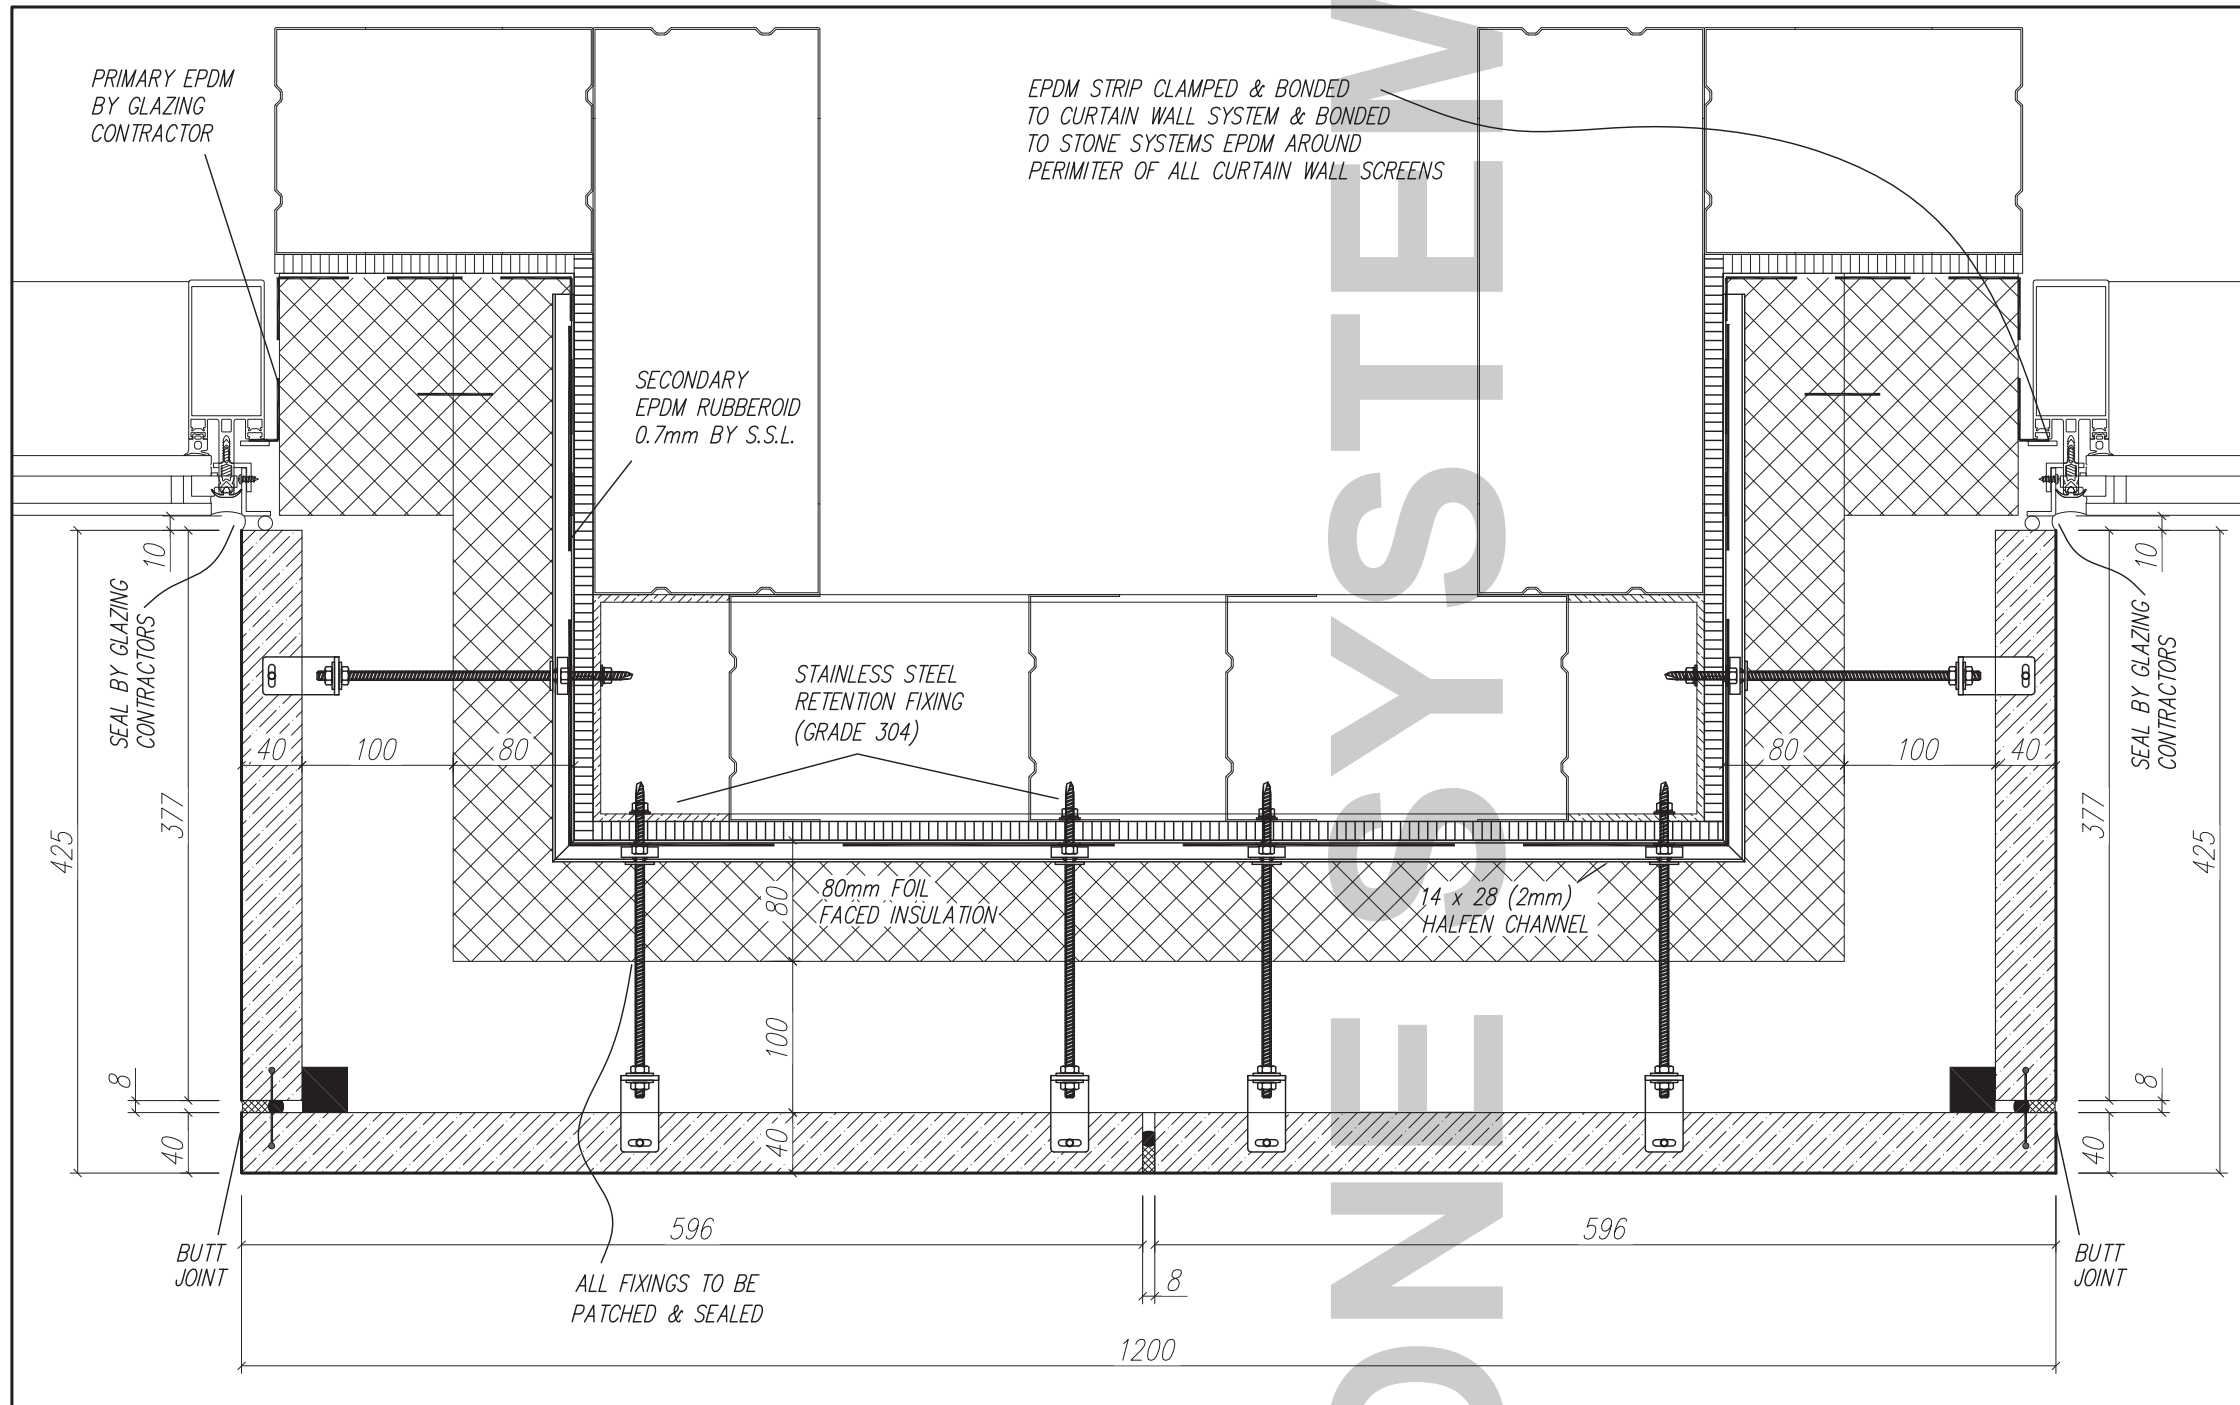 PRIMARY EPDM
BY GLAZING
CONTRACTOR
EPDM STRIP CLAMPED & BONDED
TO CURTAIN WALL SYSTEM & BONDED
TO STONE SYSTEMS EPDM AROUND
PERIMITER OF ALL CURTAIN WALL SCREENS
SECONDARY
EPDM RUBBEROID
0.7mm BY S.S.L.
10
10
SEAL BY GLAZING
CONTRACTORS
SEAL BY GLAZING
CONTRACTORS
STAINLESS STEEL
RETENTION FIXING
(GRADE 304)
40
100
80
80
100
40
377
425
377
425
80mm FOIL
FACED INSULATION
80
14 x 28 (2mm)
HALFEN CHANNEL
100
8
8
40
40
40
596
596
8
BUTT
JOINT
BUTT
JOINT
ALL FIXINGS TO BE
PATCHED & SEALED
1200
ONE SYSTEM